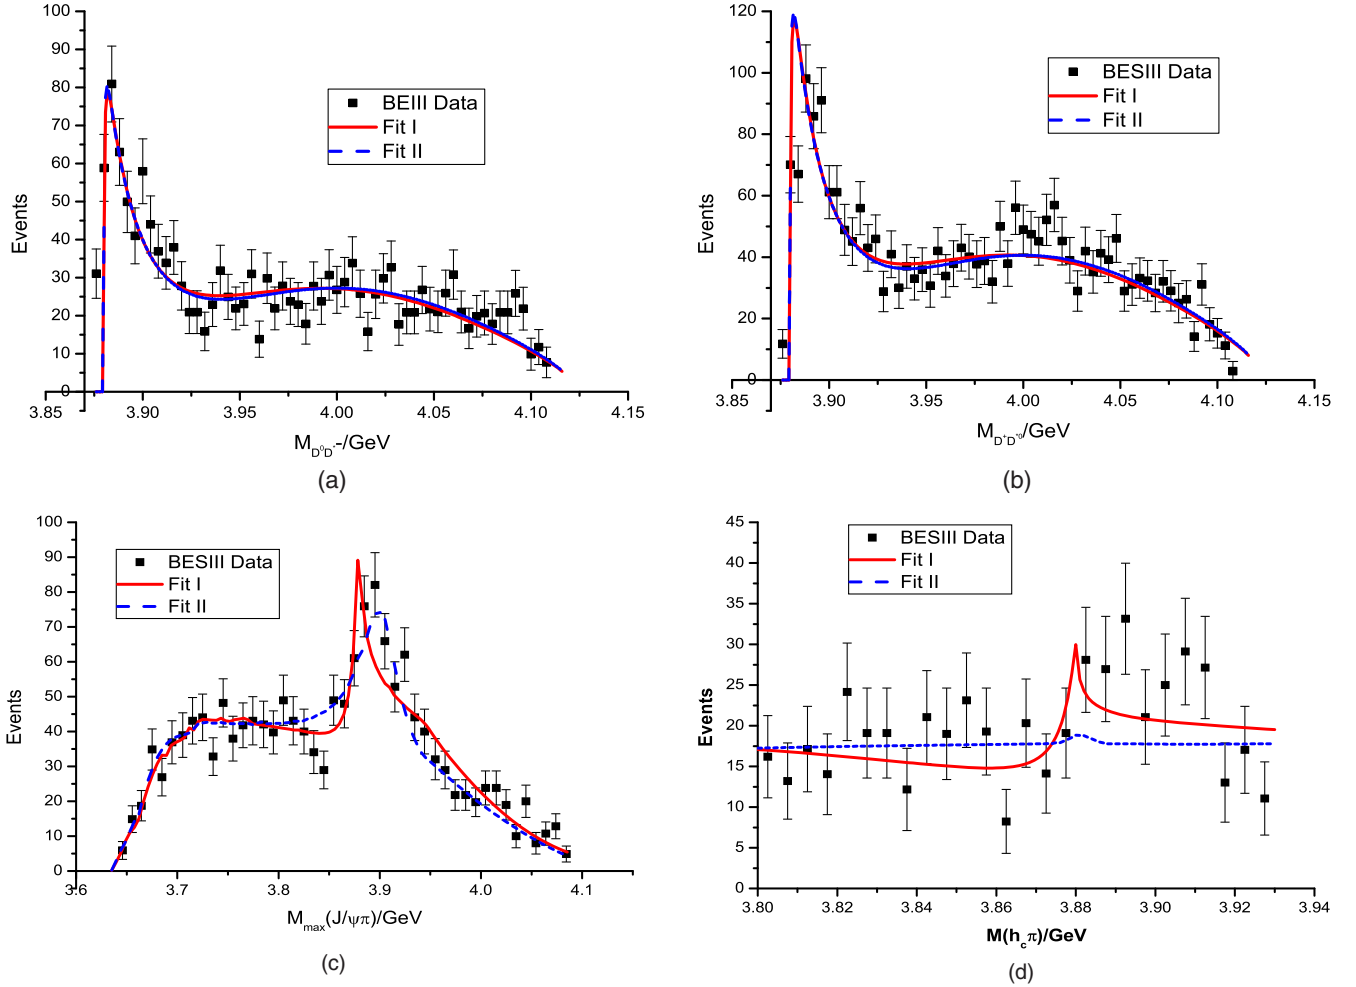 100
90
80
70
60
50
40
30
20
10
0
Events
BEIII Data
Fit I
Fit II
3.85 3.90 3.95 4.00 4.05 4.10 4.15
M_{D⁰D*⁻}/GeV
(a)
120
100
80
60
40
20
0
Events
BESIII Data
Fit I
Fit II
3.85 3.90 3.95 4.00 4.05 4.10 4.15
M_{D⁺D*⁰}/GeV
(b)
100
90
80
70
60
50
40
30
20
10
0
Events
BESIII Data
Fit I
Fit II
3.6 3.7 3.8 3.9 4.0 4.1
M_{max}(J/ψπ)/GeV
(c)
45
40
35
30
25
20
15
10
5
0
Events
BESIII Data
Fit I
Fit II
3.80 3.82 3.84 3.86 3.88 3.90 3.92 3.94
M(h_cπ)/GeV
(d)